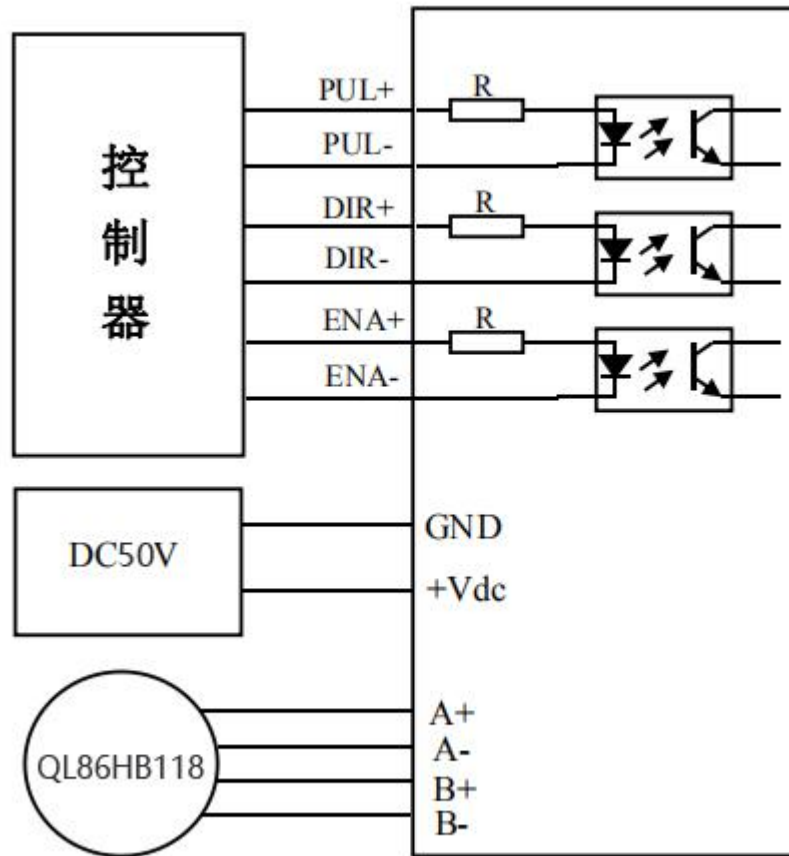 控
制
器
PUL+
R
PUL-
DIR+
R
DIR-
ENA+
R
ENA-
DC50V
GND
+Vdc
QL86HB118
A+
A-
B+
B-